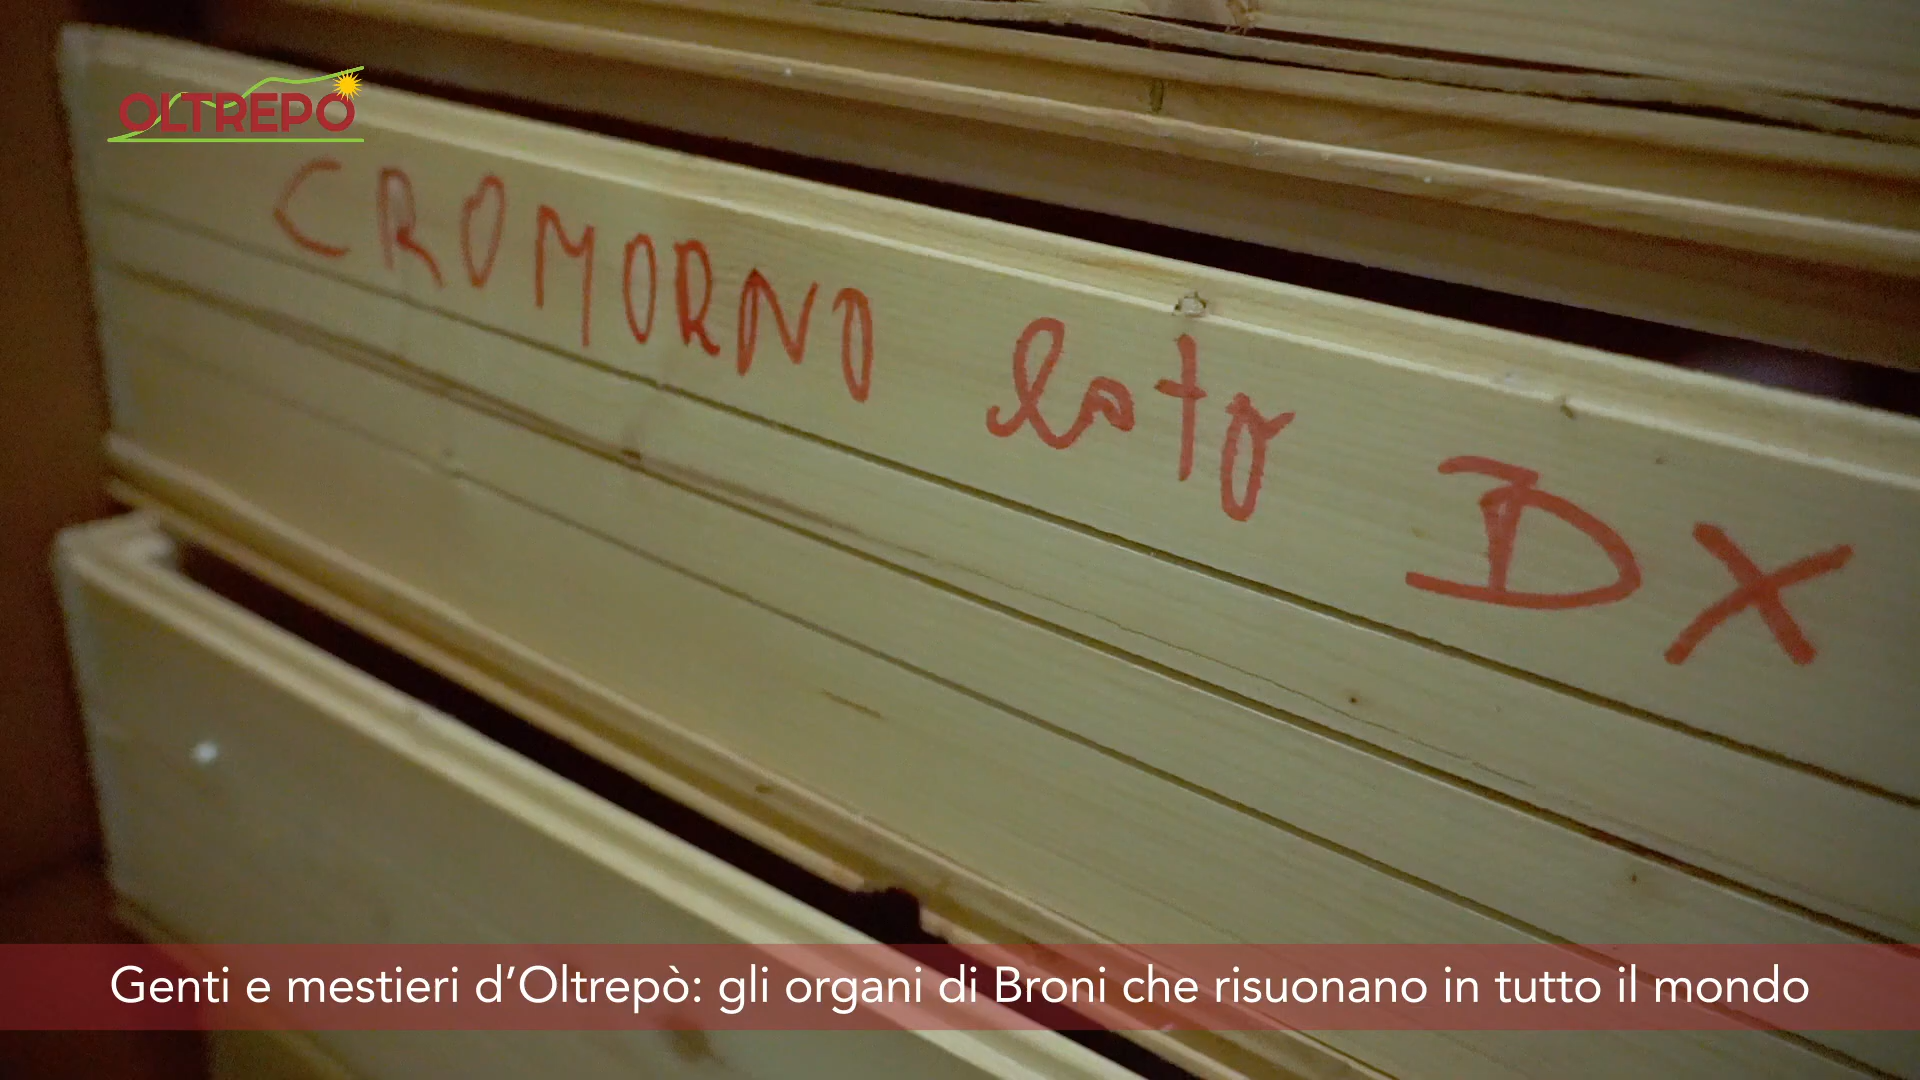 OLTREPÒ
CROMORNO lato DX
Genti e mestieri d’Oltrepò: gli organi di Broni che risuonano in tutto il mondo